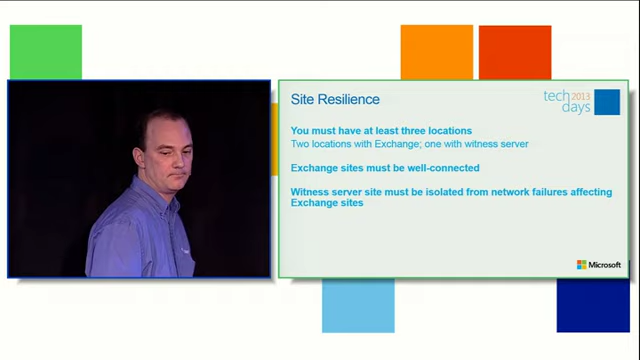 Site Resilience
tech 2013
days
You must have at least three locations
Two locations with Exchange; one with witness server
Exchange sites must be well-connected
Witness server site must be isolated from network failures affecting
Exchange sites
Microsoft